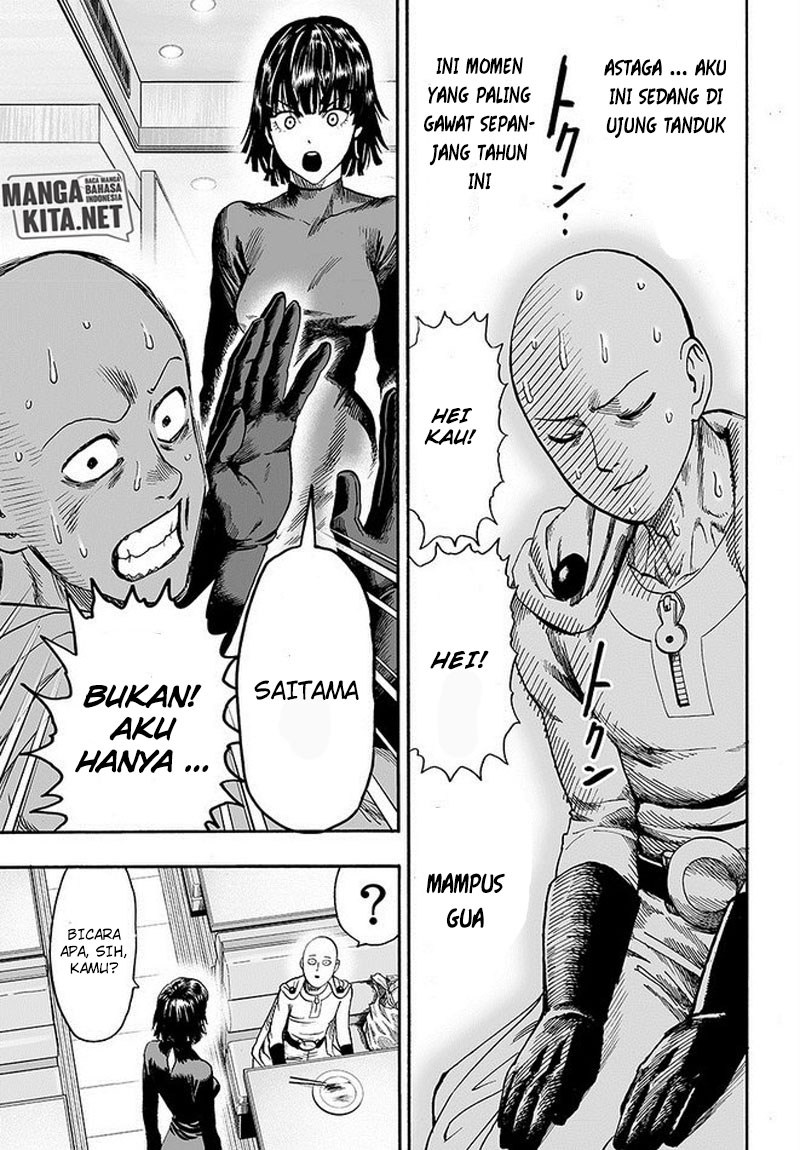 ASTAGA ... AKU
INI SEDANG DI
UJUNG TANDUK
INI MOMEN
YANG PALING
GAWAT SEPAN-
JANG TAHUN
INI
トクン...
HEI
KAU!
HEI!
トクン
MAMPUS
GUA
MANGA
KITA.NET
BACA MANGA
BAHASA
INDONESIA
SAITAMA
BUKAN!
AKU
HANYA ...
?
BICARA
APA, SIH,
KAMU?